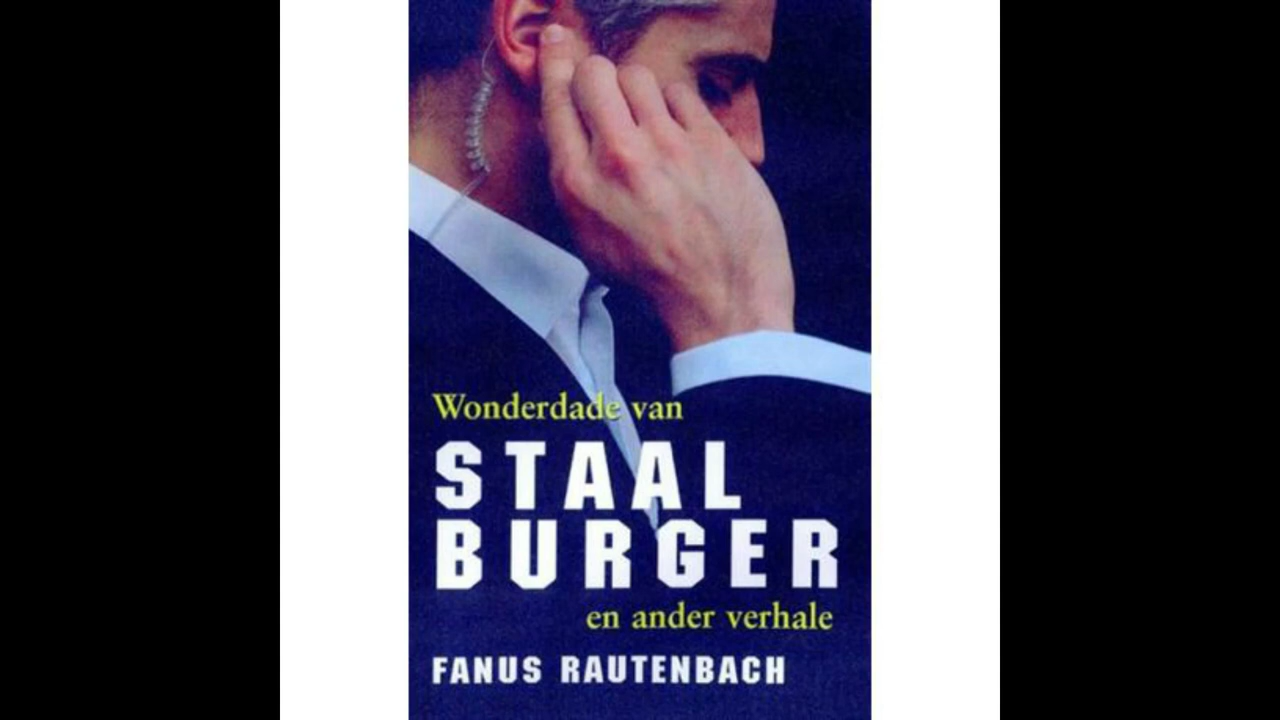 Wonderdade van
STAAL
BURGER
en ander verhale
FANUS RAUTENBACH